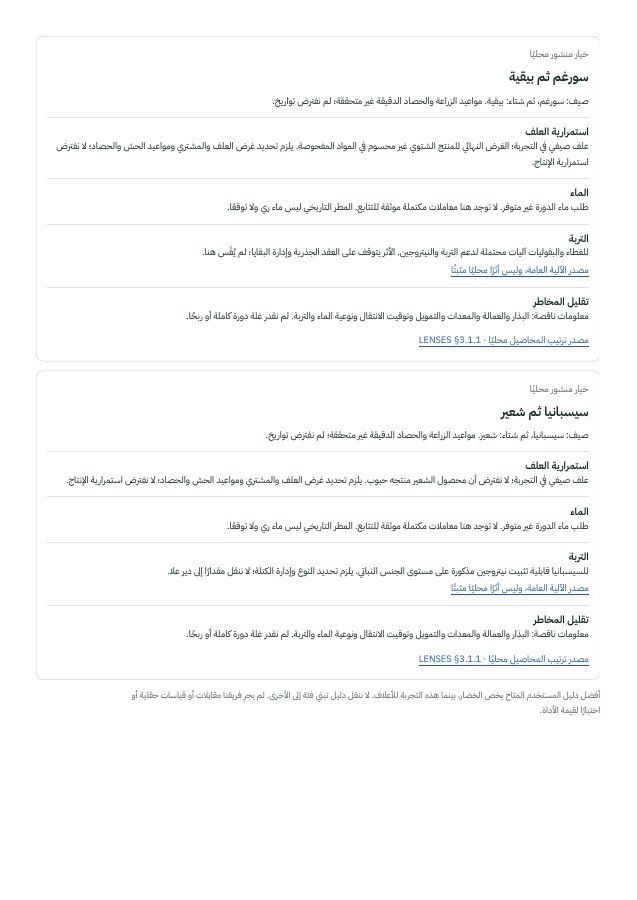 خيار منشور محليًا
سورغم ثم بيقية
صيف: سورغم، ثم شتاء: بيقية. مواعيد الزراعة والحصاد الدقيقة غير متحققة؛ لم نفترض تواريخ.
استمرارية العلف
علف صيفي في التجربة؛ الغرض النهائي للمنتج الشتوي غير محسوم في المواد المفحوصة. يلزم تحديد غرض العلف والمشتري ومواعيد الحش والحصاد؛ لا نفترض
استمرارية الإنتاج.
الماء
طلب ماء الدورة غير متوفر. لا توجد هنا معاملات مكتملة موثقة للتتابع. المطر التاريخي ليس ماء ري ولا توقعًا.
التربة
للغطاء والبقوليات آليات محتملة لدعم التربة والنيتروجين. الأثر يتوقف على العقد الجذرية وإدارة البقايا؛ لم يُقَس هنا.
مصدر الآلية العامة، وليس أثرًا محليًا مثبتًا
تقليل المخاطر
معلومات ناقصة: البذار والعمالة والمعدات والتمويل وتوقيت الانتقال ونوعية الماء والتربة. لم نقدر غلة دورة كاملة أو ربحًا.
مصدر ترتيب المحاصيل محليًا · LENSES §3.1.1
خيار منشور محليًا
سيسبانيا ثم شعير
صيف: سيسبانيا، ثم شتاء: شعير. مواعيد الزراعة والحصاد الدقيقة غير متحققة؛ لم نفترض تواريخ.
استمرارية العلف
علف صيفي في التجربة؛ لا نفترض أن محصول الشعير منتجه حبوب. يلزم تحديد غرض العلف والمشتري ومواعيد الحش والحصاد؛ لا نفترض استمرارية الإنتاج.
الماء
طلب ماء الدورة غير متوفر. لا توجد هنا معاملات مكتملة موثقة للتتابع. المطر التاريخي ليس ماء ري ولا توقعًا.
التربة
للسيسبانيا قابلية تثبيت نيتروجين مذكورة على مستوى الجنس النباتي. يلزم تحديد النوع وإدارة الكتلة؛ لا ننقل مقدارًا إلى دير علا.
مصدر الآلية العامة، وليس أثرًا محليًا مثبتًا
تقليل المخاطر
معلومات ناقصة: البذار والعمالة والمعدات والتمويل وتوقيت الانتقال ونوعية الماء والتربة. لم نقدر غلة دورة كاملة أو ربحًا.
مصدر ترتيب المحاصيل محليًا · LENSES §3.1.1
أفضل دليل المستخدم المتاح يخص الخضار، بينما هذه التجربة للأعلاف. لا ننقل دليل تبني فئة إلى الأخرى. لم يجرِ فريقنا مقابلات أو قياسات حقلية أو
اختبارًا لقيمة الأداة.